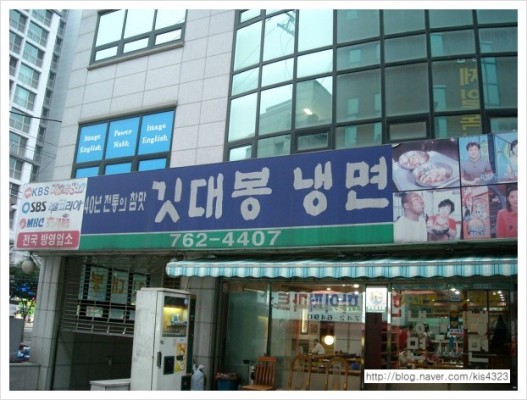 Image
English
Power
Math
Image
English
KBS
SBS
MBC
전국 방영업소
40년 전통의 참맛
깃대봉 냉면
762-4407
http://blog.naver.com/kis4323